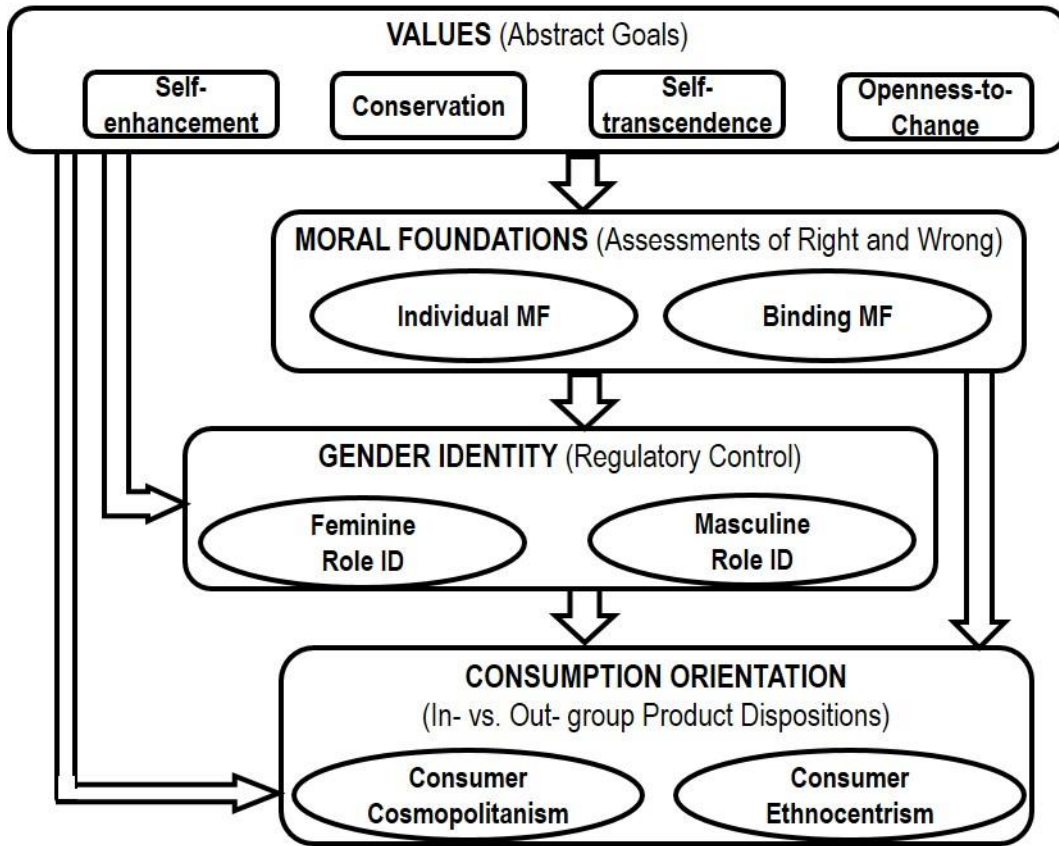 VALUES (Abstract Goals)
Self-
enhancement
Conservation
Self-
transcendence
Openness-to-
Change
MORAL FOUNDATIONS (Assessments of Right and Wrong)
Individual MF
Binding MF
GENDER IDENTITY (Regulatory Control)
Feminine
Role ID
Masculine
Role ID
CONSUMPTION ORIENTATION
(In- vs. Out- group Product Dispositions)
Consumer
Cosmopolitanism
Consumer
Ethnocentrism